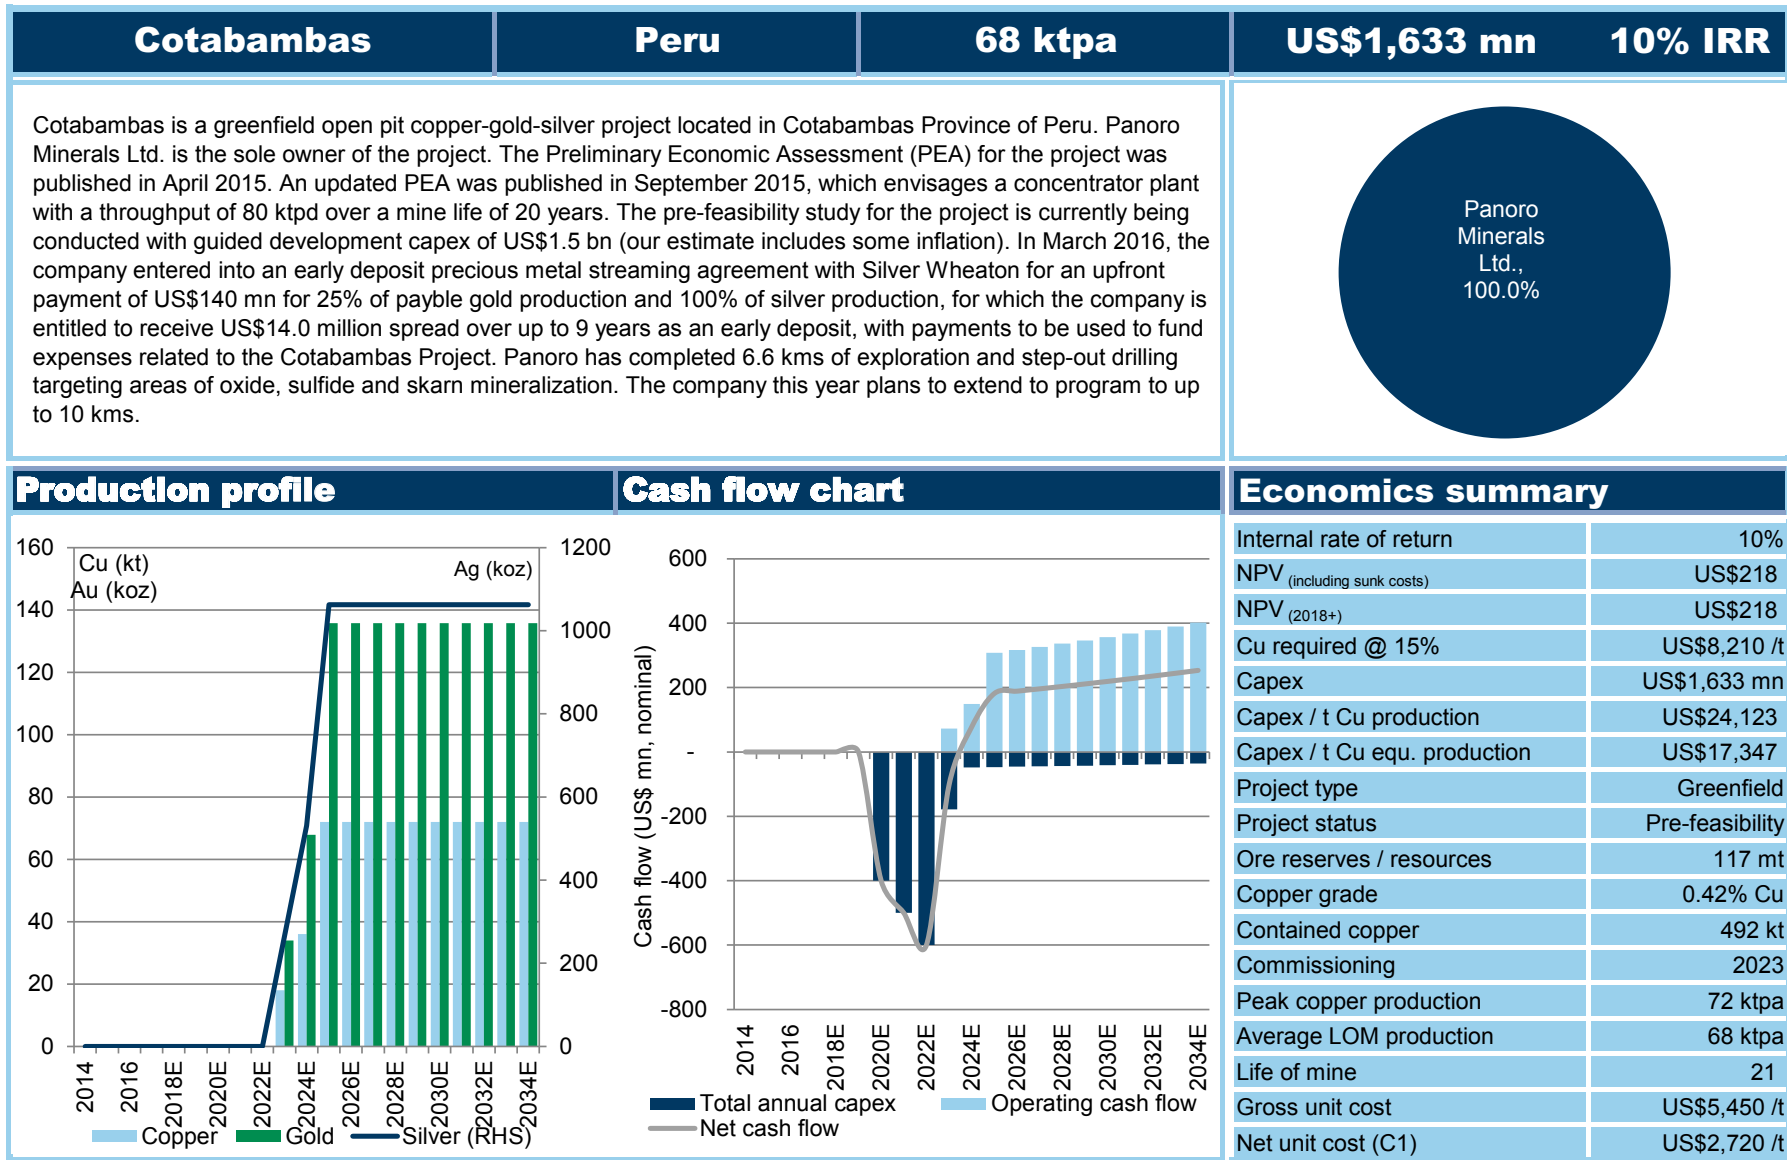 Cotabambas
Peru
68 ktpa
US$1,633 mn
10% IRR
Cotabambas is a greenfield open pit copper-gold-silver project located in Cotabambas Province of Peru. Panoro
Minerals Ltd. is the sole owner of the project. The Preliminary Economic Assessment (PEA) for the project was
published in April 2015. An updated PEA was published in September 2015, which envisages a concentrator plant
with a throughput of 80 ktpd over a mine life of 20 years. The pre-feasibility study for the project is currently being
conducted with guided development capex of US$1.5 bn (our estimate includes some inflation). In March 2016, the
company entered into an early deposit precious metal streaming agreement with Silver Wheaton for an upfront
payment of US$140 mn for 25% of payble gold production and 100% of silver production, for which the company is
entitled to receive US$14.0 million spread over up to 9 years as an early deposit, with payments to be used to fund
expenses related to the Cotabambas Project. Panoro has completed 6.6 kms of exploration and step-out drilling
targeting areas of oxide, sulfide and skarn mineralization. The company this year plans to extend to program to up
to 10 kms.
Panoro
Minerals
Ltd.,
100.0%
Production profile
160
140
120
100
80
60
40
20
0
Cu (kt)
Au (koz)
Ag (koz)
1200
1000
800
600
400
200
0
2014
2016
2018E
2020E
2022E
2024E
2026E
2028E
2030E
2032E
2034E
Copper
Gold
Silver (RHS)
Cash flow chart
Cash flow (US$ mn, nominal)
600
400
200
-
-200
-400
-600
-800
2014
2016
2018E
2020E
2022E
2024E
2026E
2028E
2030E
2032E
2034E
Total annual capex
Operating cash flow
Net cash flow
Economics summary
Internal rate of return 10%
NPV (including sunk costs) US$218
NPV (2018+) US$218
Cu required @ 15% US$8,210 /t
Capex US$1,633 mn
Capex / t Cu production US$24,123
Capex / t Cu equ. production US$17,347
Project type Greenfield
Project status Pre-feasibility
Ore reserves / resources 117 mt
Copper grade 0.42% Cu
Contained copper 492 kt
Commissioning 2023
Peak copper production 72 ktpa
Average LOM production 68 ktpa
Life of mine 21
Gross unit cost US$5,450 /t
Net unit cost (C1) US$2,720 /t